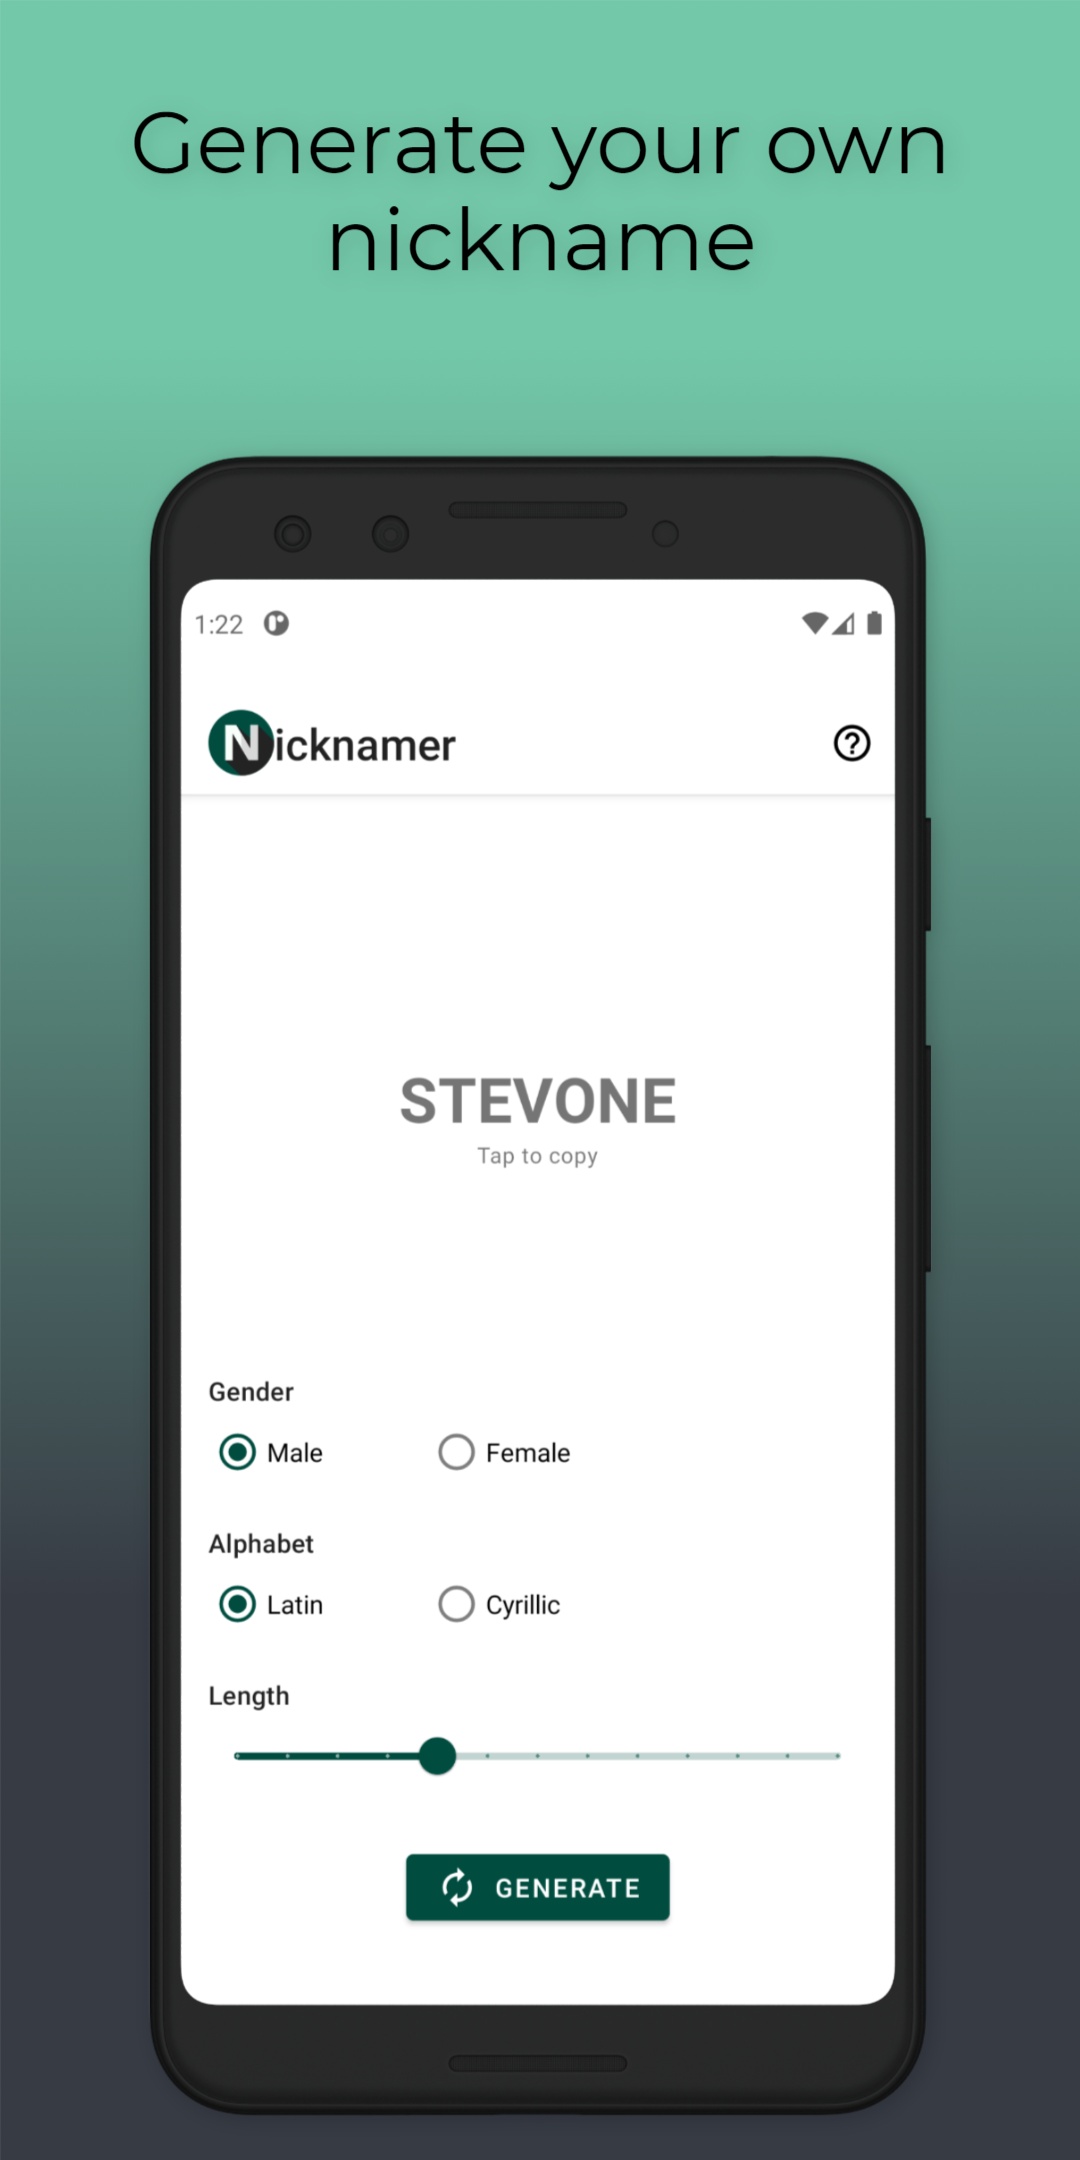 Generate your own
nickname
1:22
Nicknamer
STEVONE
Tap to copy
Gender
Male Female
Alphabet
Latin Cyrillic
Length
GENERATE